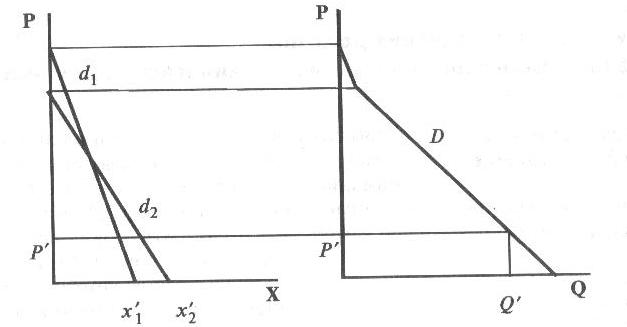 P
d₁
d₂
P′
X
x′₁
x′₂
P
D
P′
Q
Q′